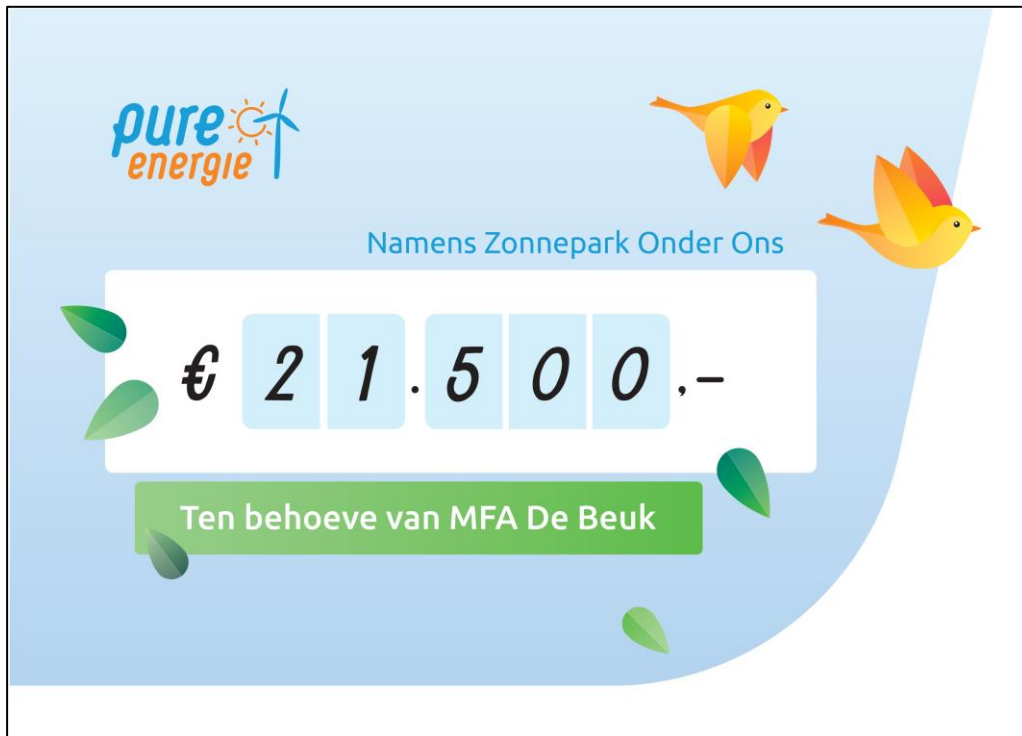 pure
energie
Namens Zonnepark Onder Ons
€ 21.500,-
Ten behoeve van MFA De Beuk